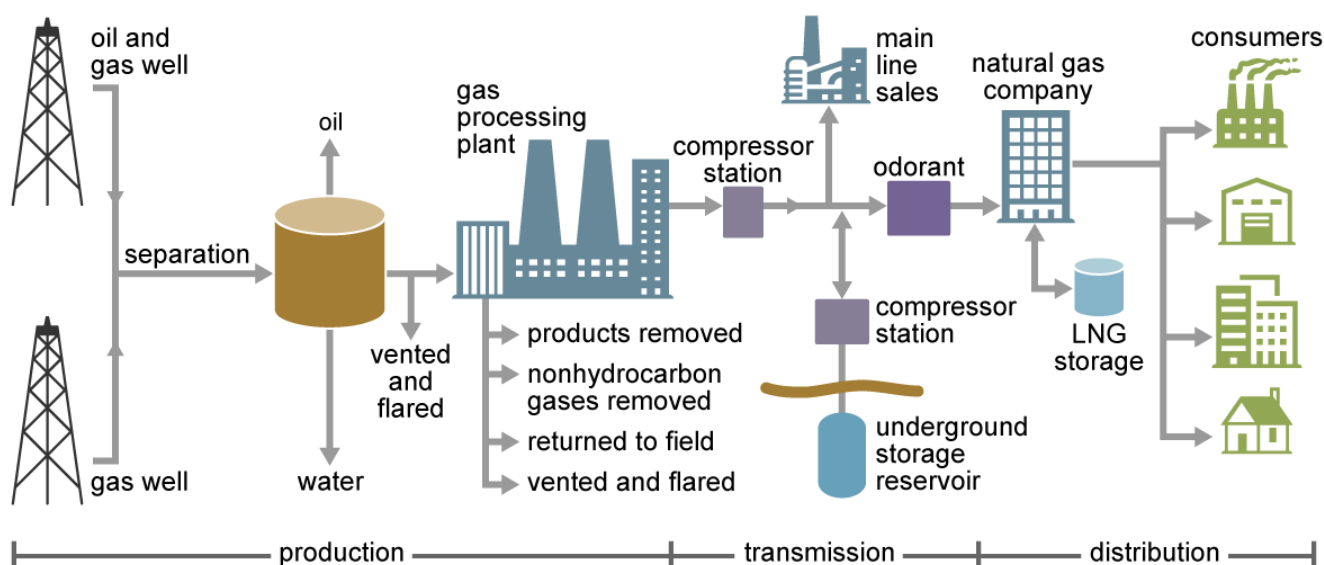 oil and
gas well
oil
separation
water
vented
and
flared
gas well
gas
processing
plant
products removed
nonhydrocarbon
gases removed
returned to field
vented and flared
compressor
station
main
line
sales
odorant
compressor
station
underground
storage
reservoir
natural gas
company
LNG
storage
consumers
production
transmission
distribution